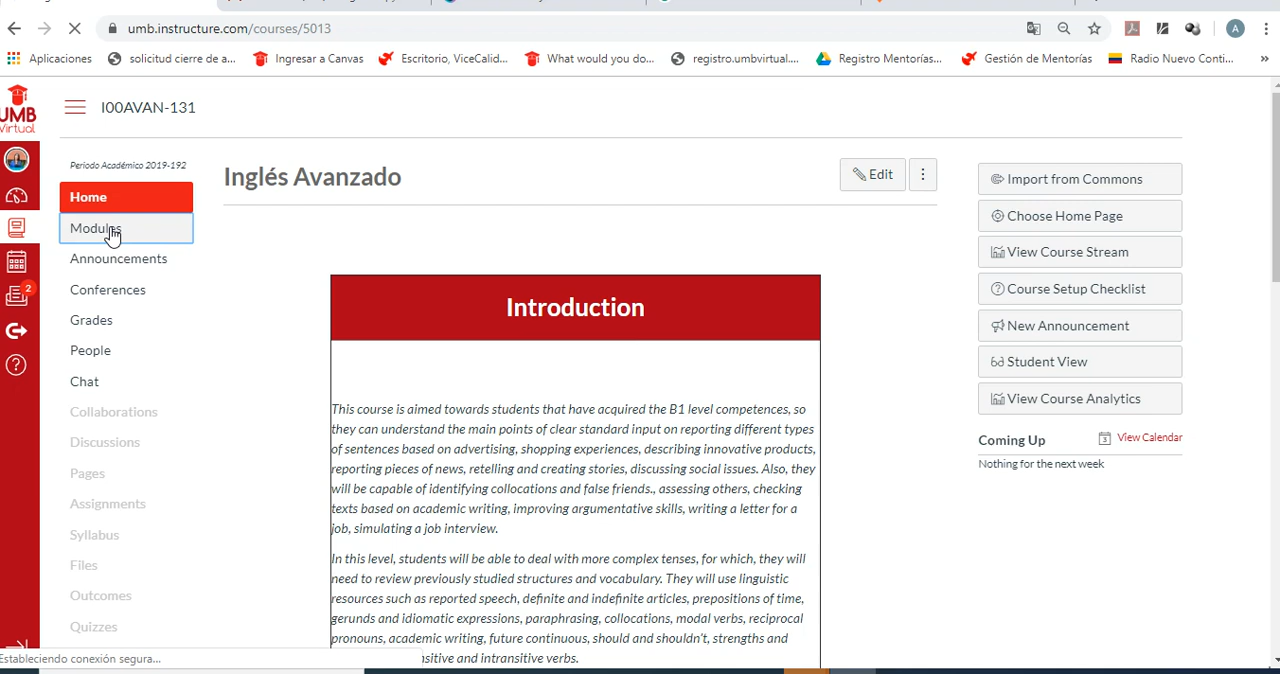 umb.instructure.com/courses/5013
A
Aplicaciones
solicitud cierre de a...
Ingresar a Canvas
Escritorio, ViceCalid...
What would you do...
registro.umbvirtual....
Registro Mentorías...
Gestión de Mentorías
Radio Nuevo Conti...
»
UMB
Virtual
I00AVAN-131
Período Académico 2019-192
Home
Modules
Announcements
Conferences
2
Grades
People
Chat
Collaborations
Discussions
Pages
Assignments
Syllabus
Files
Outcomes
Quizzes
Estableciendo conexión segura...
Inglés Avanzado
Edit
Introduction
This course is aimed towards students that have acquired the B1 level competences, so
they can understand the main points of clear standard input on reporting different types
of sentences based on advertising, shopping experiences, describing innovative products,
reporting pieces of news, retelling and creating stories, discussing social issues. Also, they
will be capable of identifying collocations and false friends., assessing others, checking
texts based on academic writing, improving argumentative skills, writing a letter for a
job, simulating a job interview.
In this level, students will be able to deal with more complex tenses, for which, they will
need to review previously studied structures and vocabulary. They will use linguistic
resources such as reported speech, definite and indefinite articles, prepositions of time,
gerunds and idiomatic expressions, paraphrasing, collocations, modal verbs, reciprocal
pronouns, academic writing, future continuous, should and shouldn't, strengths and
sitive and intransitive verbs.
Import from Commons
Choose Home Page
View Course Stream
Course Setup Checklist
New Announcement
Student View
View Course Analytics
Coming Up
View Calendar
Nothing for the next week